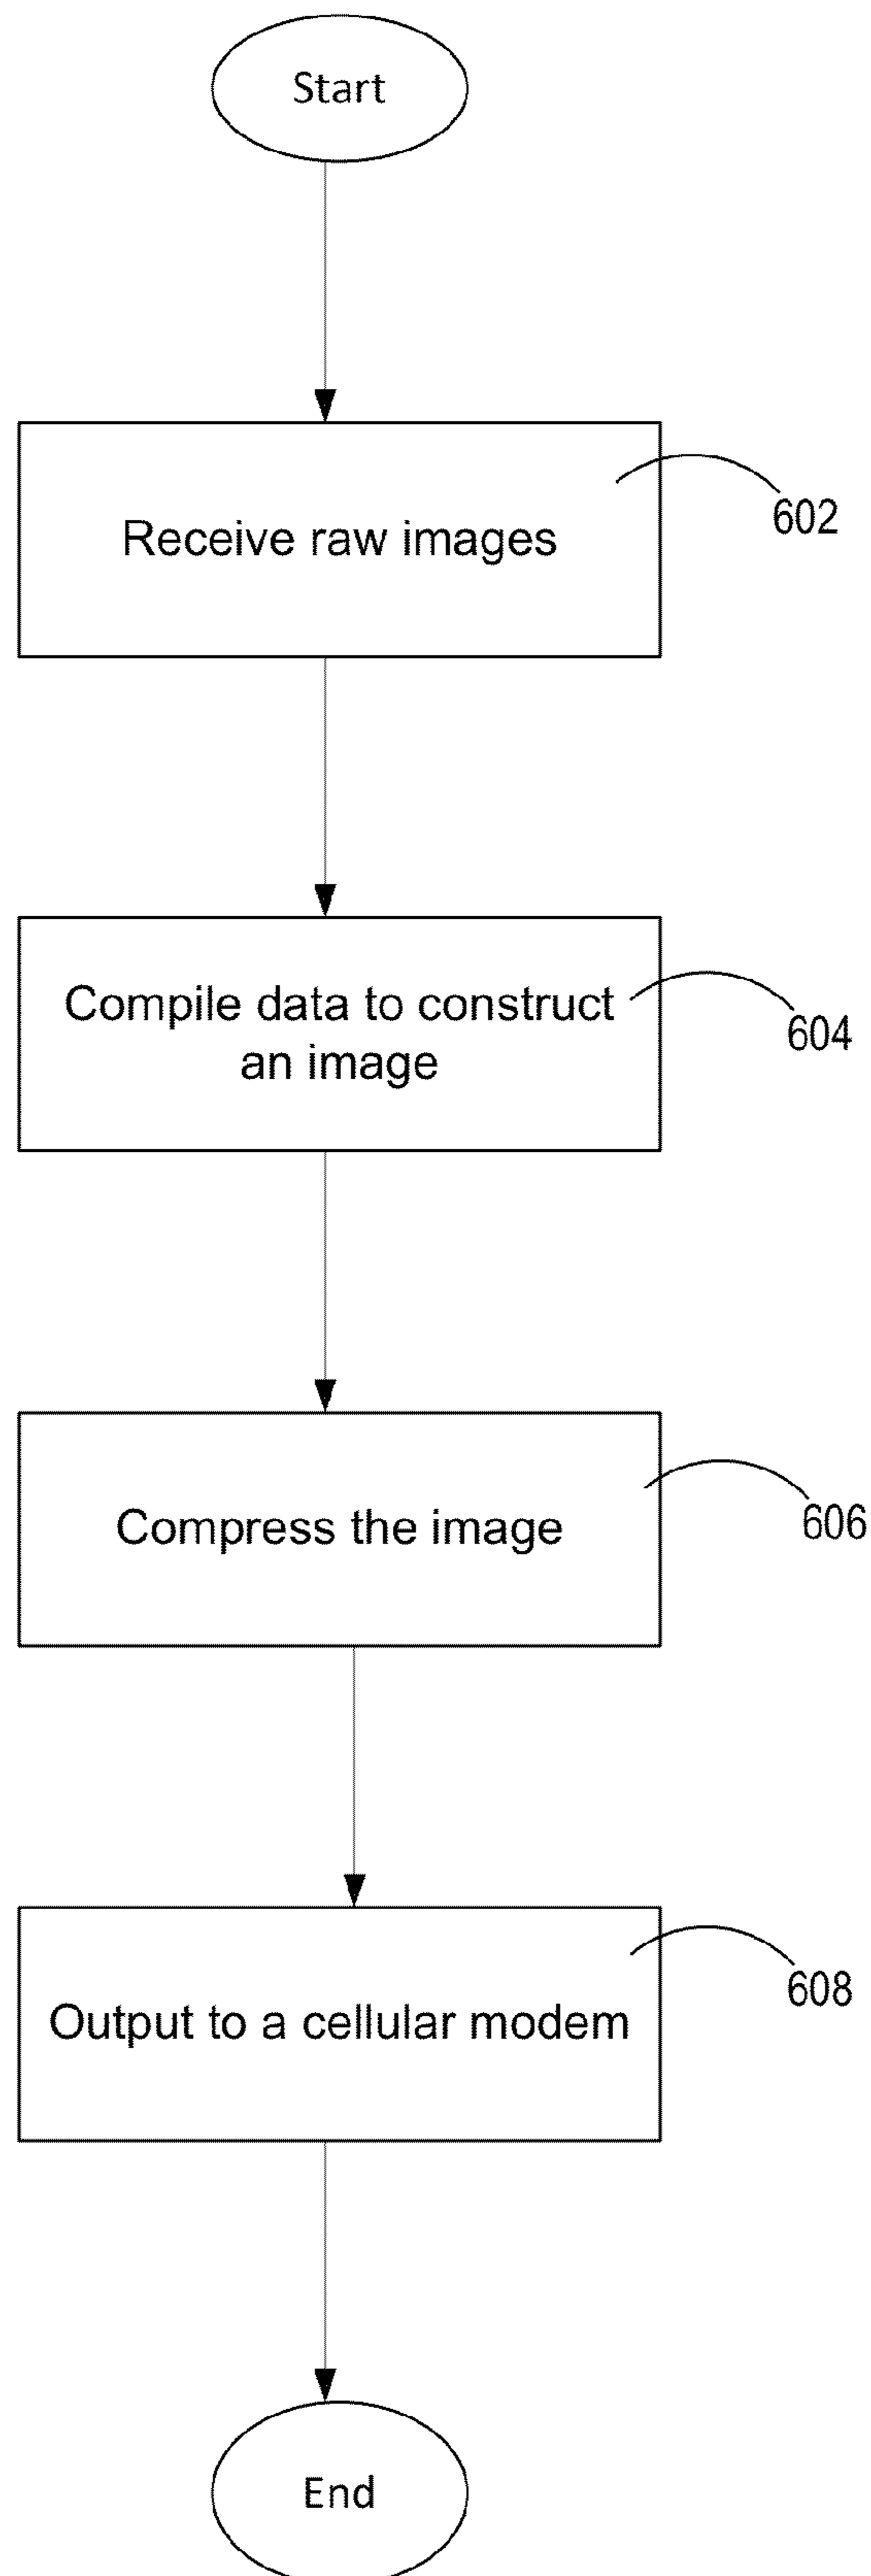 Start
Receive raw images
602
Compile data to construct
an image
604
Compress the image
606
Output to a cellular modem
608
End